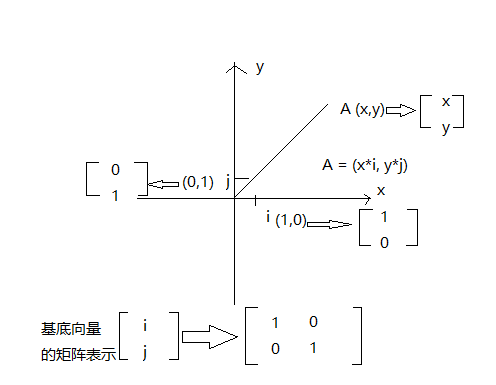 y
A (x,y)
x
y
0
1
(0,1)
j
A = (x*i, y*j)
x
i (1,0)
1
0
基底向量
的矩阵表示
i
j
1 0
0 1